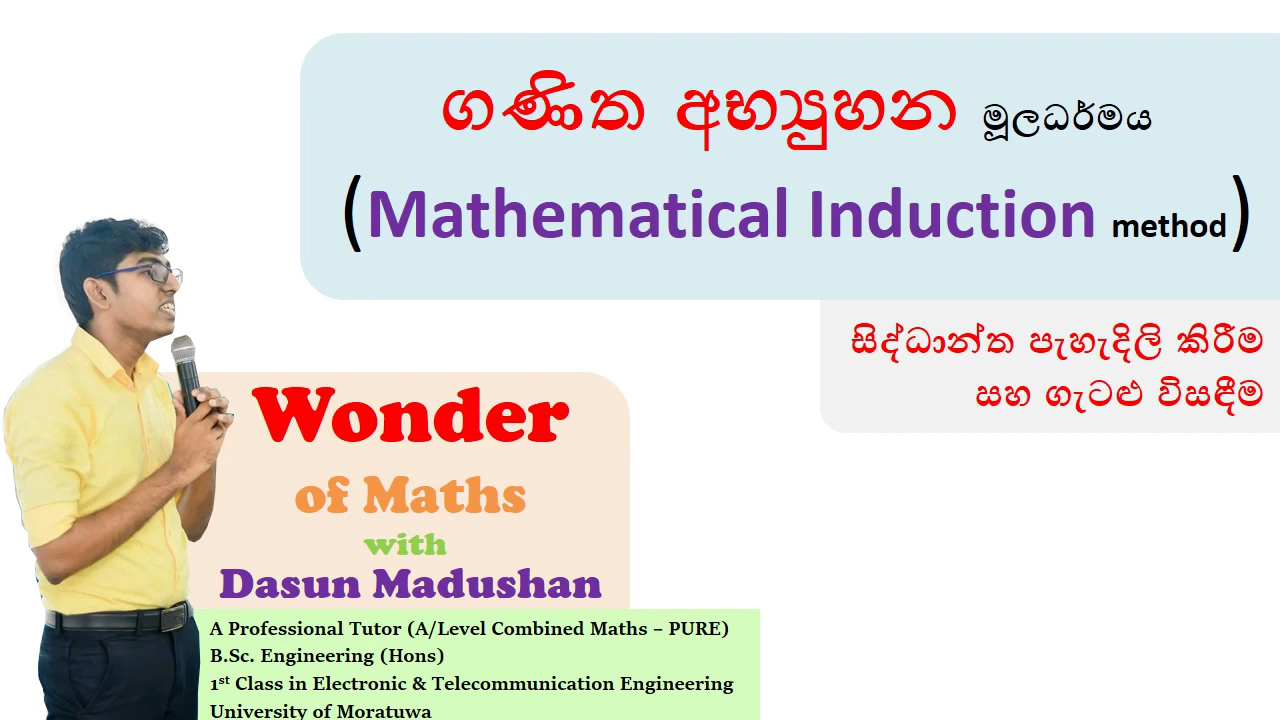 ගණිත අභ්‍යුහන මූලධර්මය
(Mathematical Induction method)
සිද්ධාන්ත පැහැදිලි කිරීම
සහ ගැටළු විසඳීම
Wonder
of Maths
with
Dasun Madushan
A Professional Tutor (A/Level Combined Maths – PURE)
B.Sc. Engineering (Hons)
1st Class in Electronic & Telecommunication Engineering
University of Moratuwa